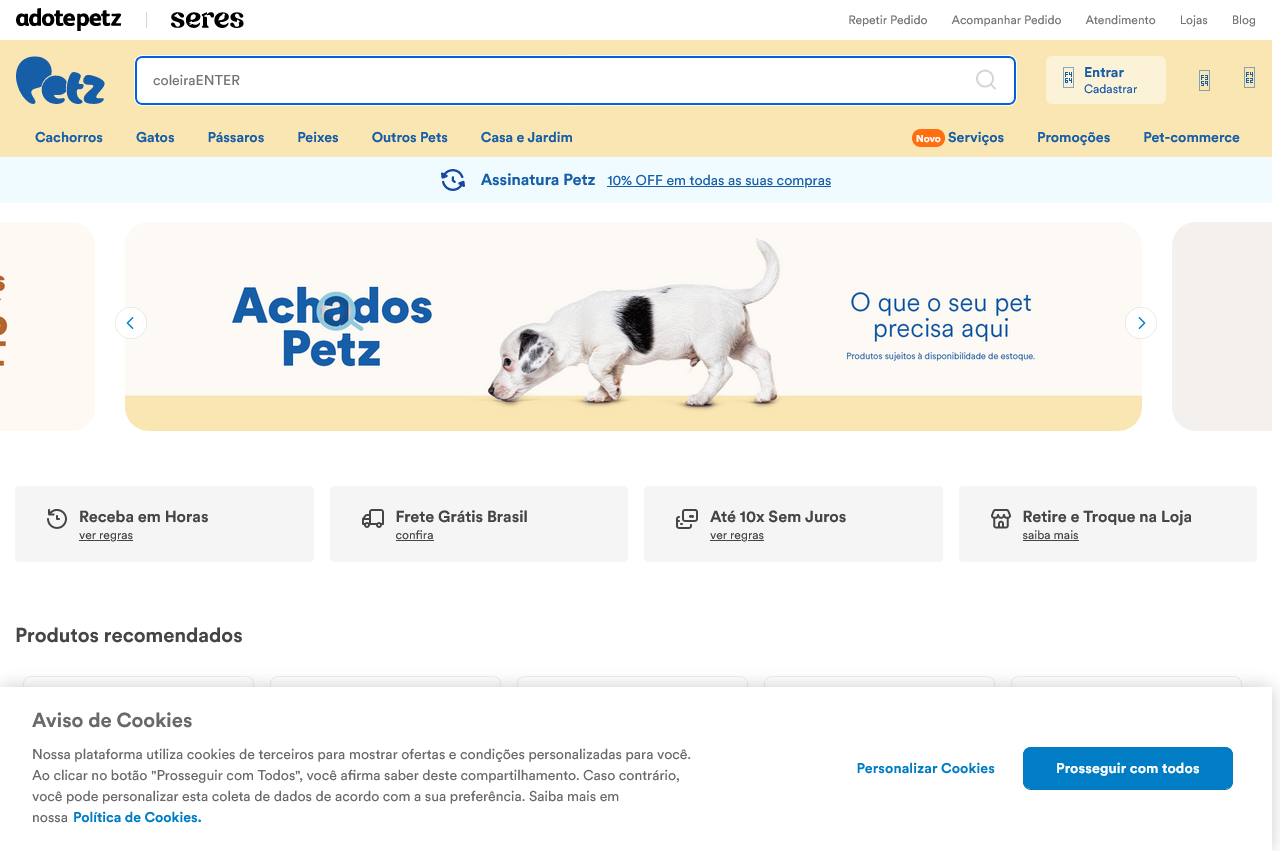 adotepetz
seres
Repetir Pedido
Acompanhar Pedido
Atendimento
Lojas
Blog
Petz
coleiraENTER
Entrar
Cadastrar
Cachorros
Gatos
Pássaros
Peixes
Outros Pets
Casa e Jardim
Novo Serviços
Promoções
Pet-commerce
Assinatura Petz 10% OFF em todas as suas compras
Achados
Petz
O que o seu pet
precisa aqui
Produtos sujeitos à disponibilidade de estoque.
Receba em Horas
ver regras
Frete Grátis Brasil
confira
Até 10x Sem Juros
ver regras
Retire e Troque na Loja
saiba mais
Produtos recomendados
Aviso de Cookies
Nossa plataforma utiliza cookies de terceiros para mostrar ofertas e condições personalizadas para você.
Ao clicar no botão "Prosseguir com Todos", você afirma saber deste compartilhamento. Caso contrário,
você pode personalizar esta coleta de dados de acordo com a sua preferência. Saiba mais em
nossa Política de Cookies.
Personalizar Cookies
Prosseguir com todos